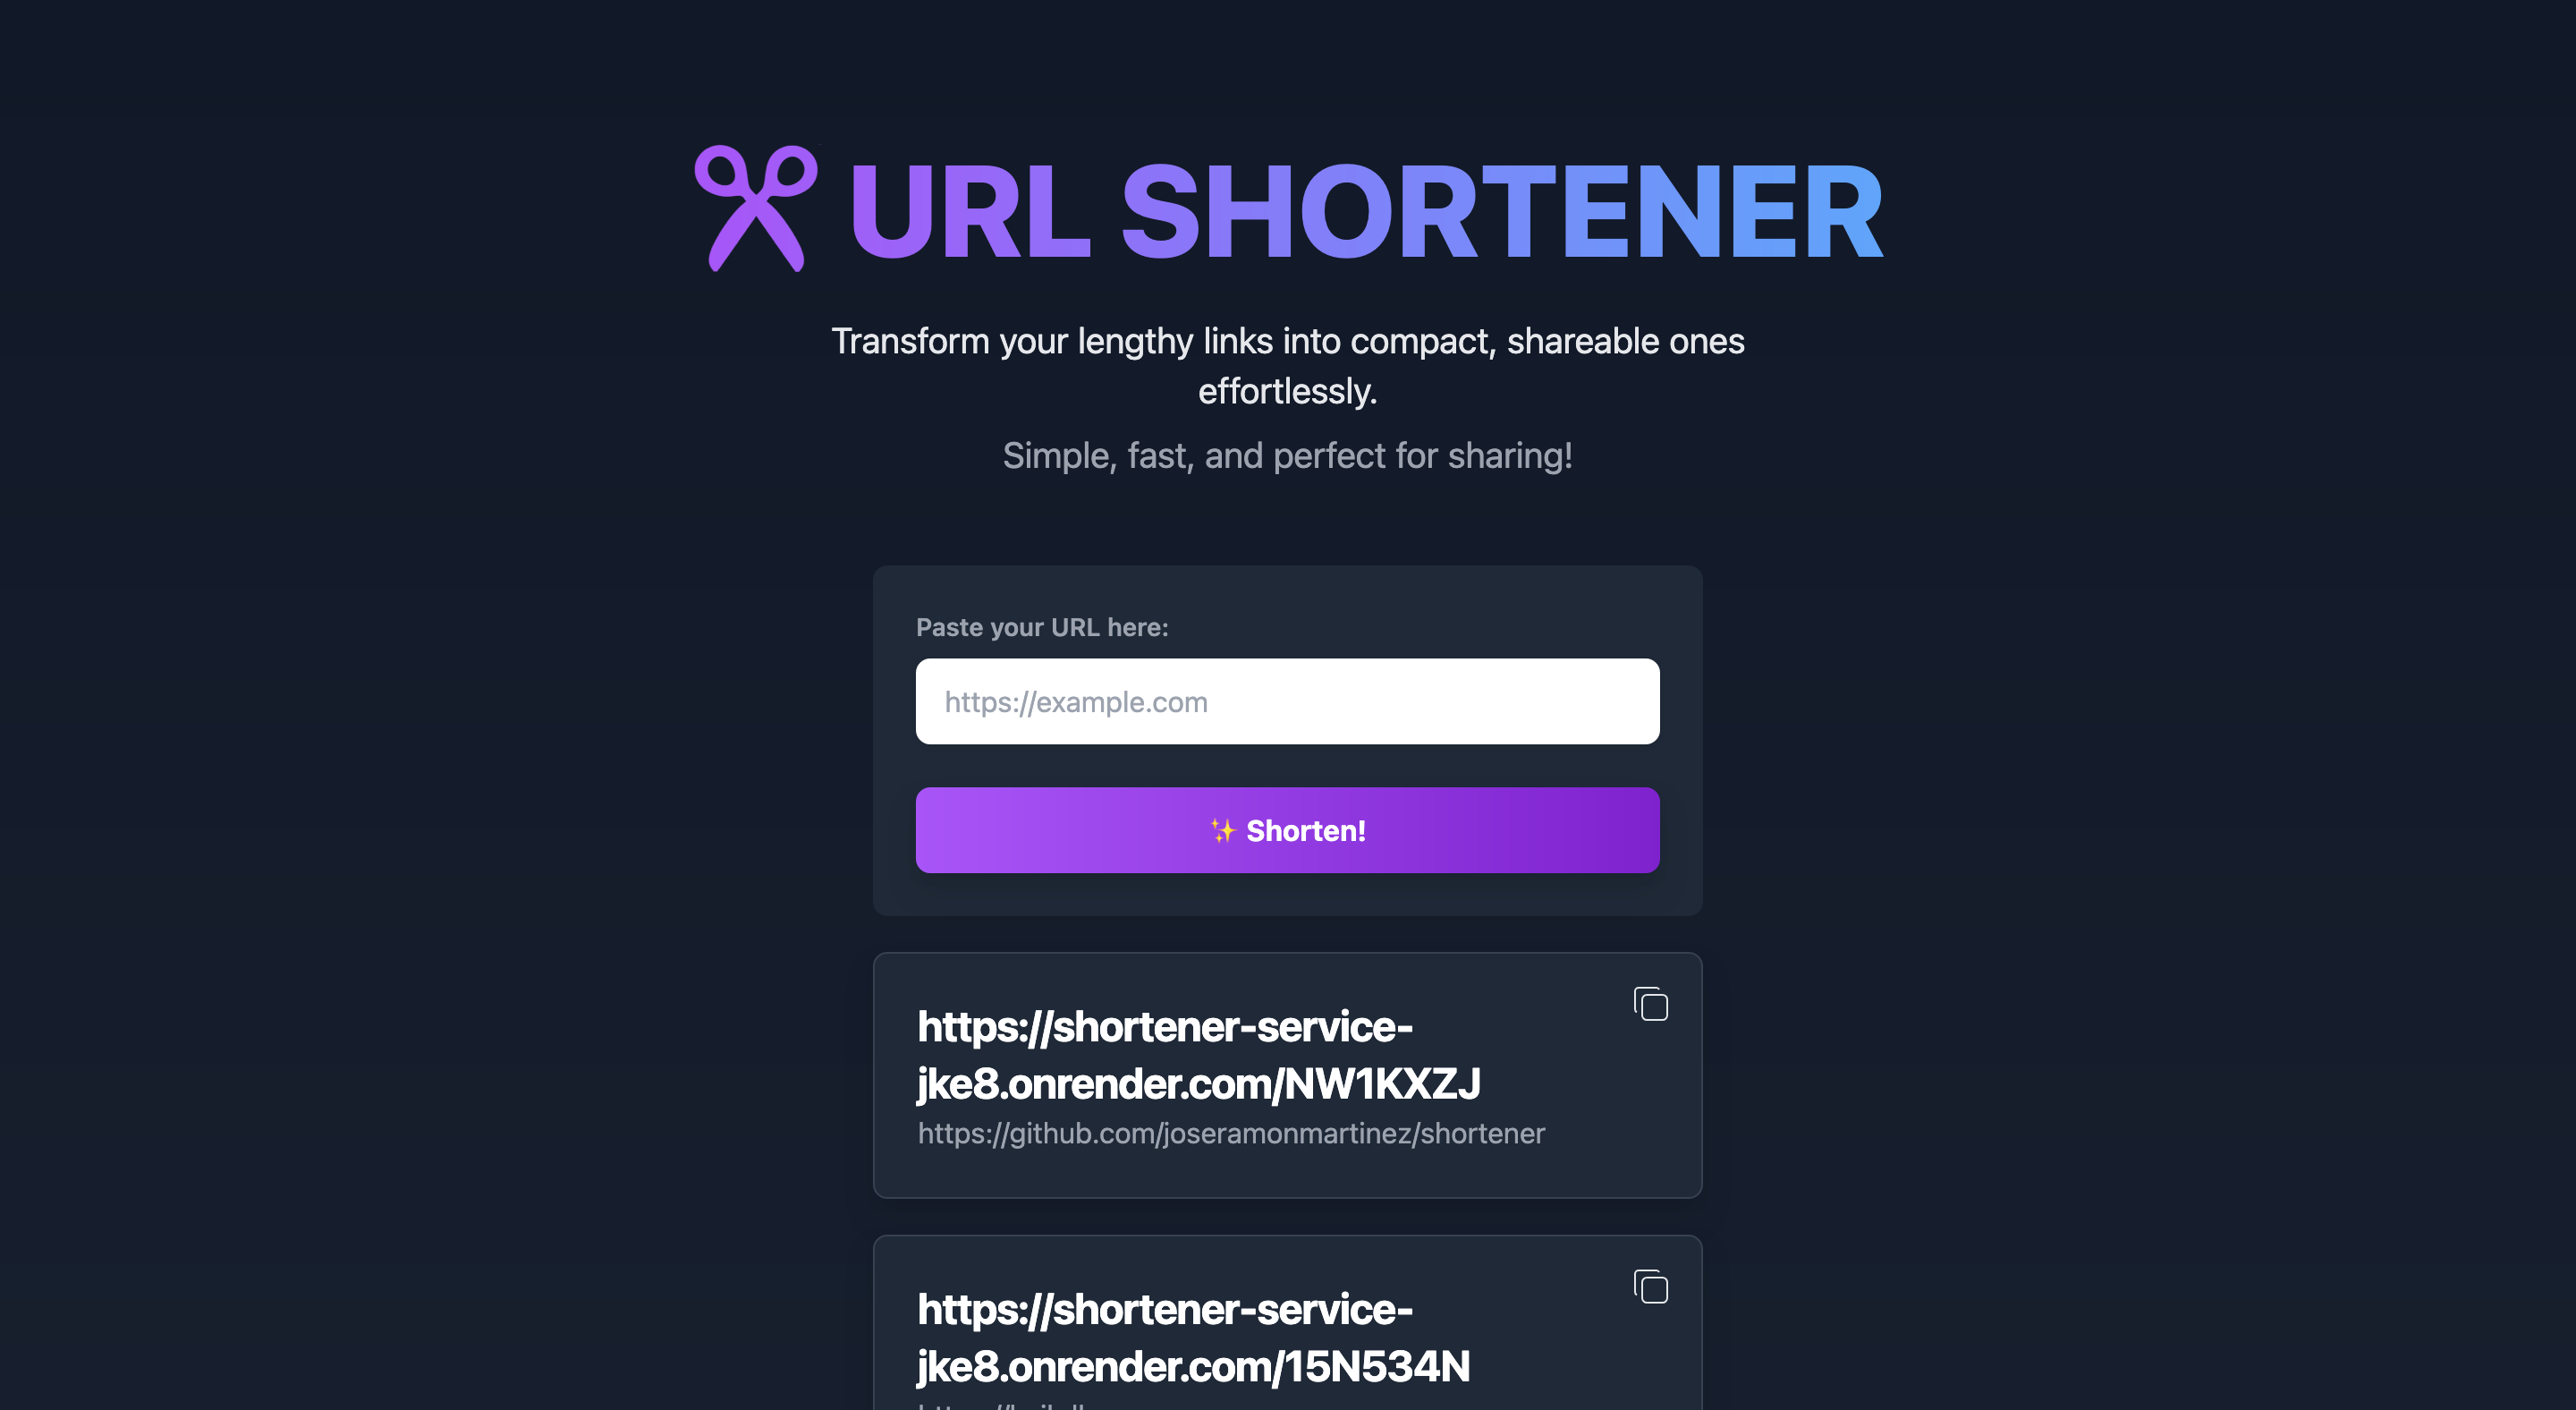 URL SHORTENER
Transform your lengthy links into compact, shareable ones
effortlessly.
Simple, fast, and perfect for sharing!
Paste your URL here:
https://example.com
✨ Shorten!
https://shortener-service-
jke8.onrender.com/NW1KXZJ
https://github.com/joseramonmartinez/shortener
https://shortener-service-
jke8.onrender.com/15N534N